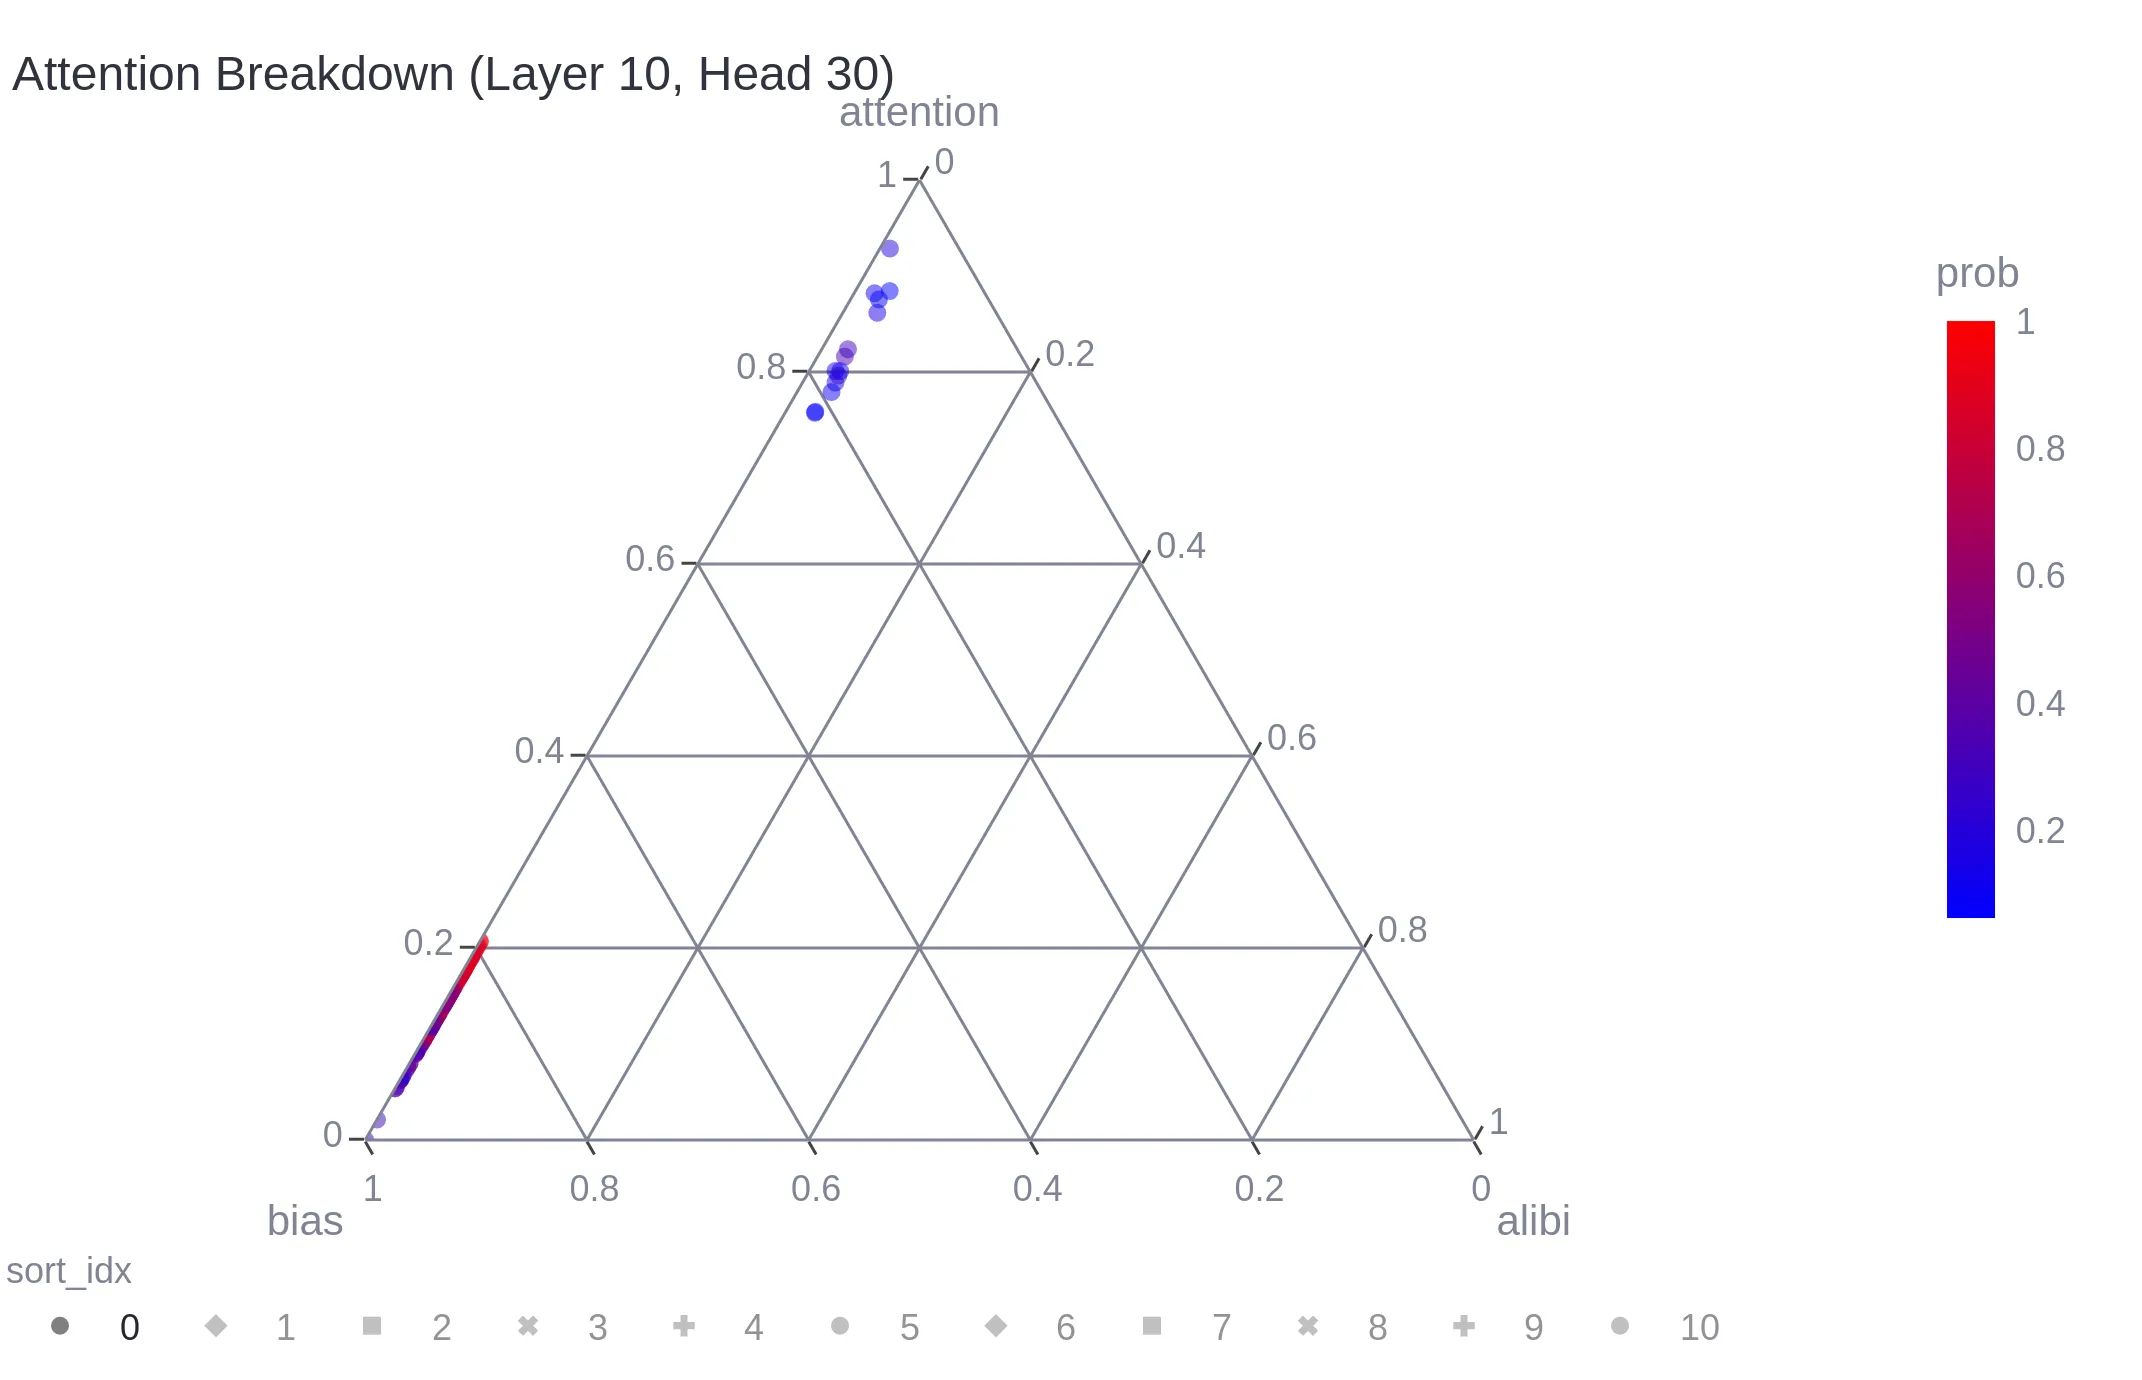 Attention Breakdown (Layer 10, Head 30)
attention
1 0
prob
1
0.8 0.2
0.8
0.6 0.4
0.6
0.4 0.6
0.4
0.2
0.2 0.8
0 1
1 0.8 0.6 0.4 0.2 0
bias alibi
sort_idx
0 1 2 3 4 5 6 7 8 9 10